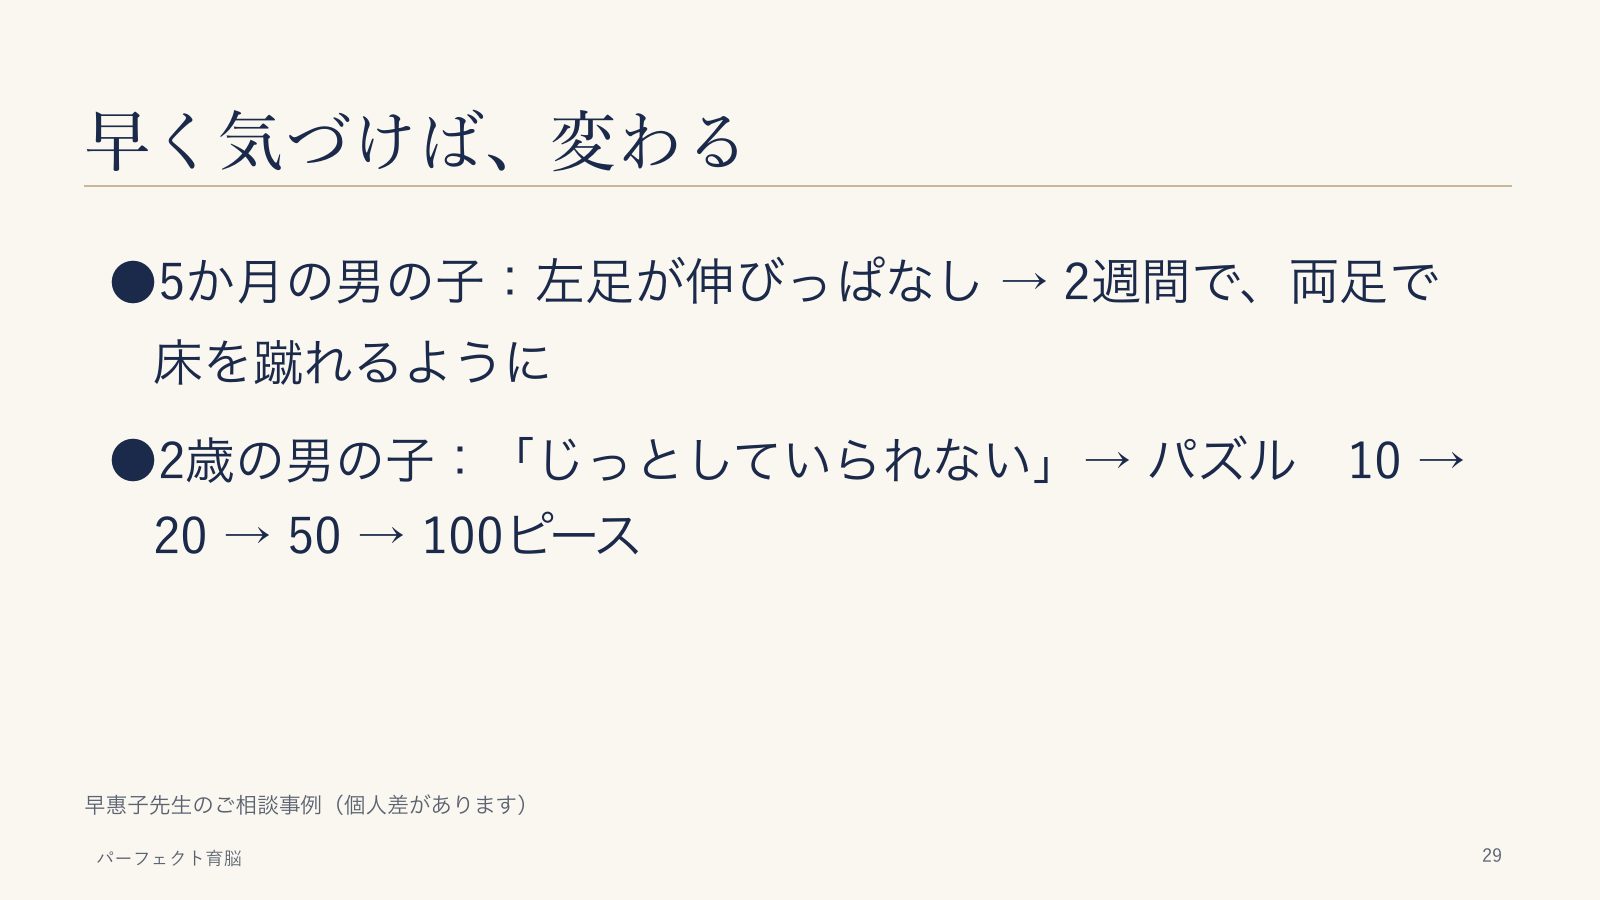 早く気づけば、変わる
●5か月の男の子：左足が伸びっぱなし → 2週間で、両足で
床を蹴れるように
●2歳の男の子：「じっとしていられない」→ パズル　10 →
20 → 50 → 100ピース
早惠子先生のご相談事例（個人差があります）
パーフェクト育脳
29